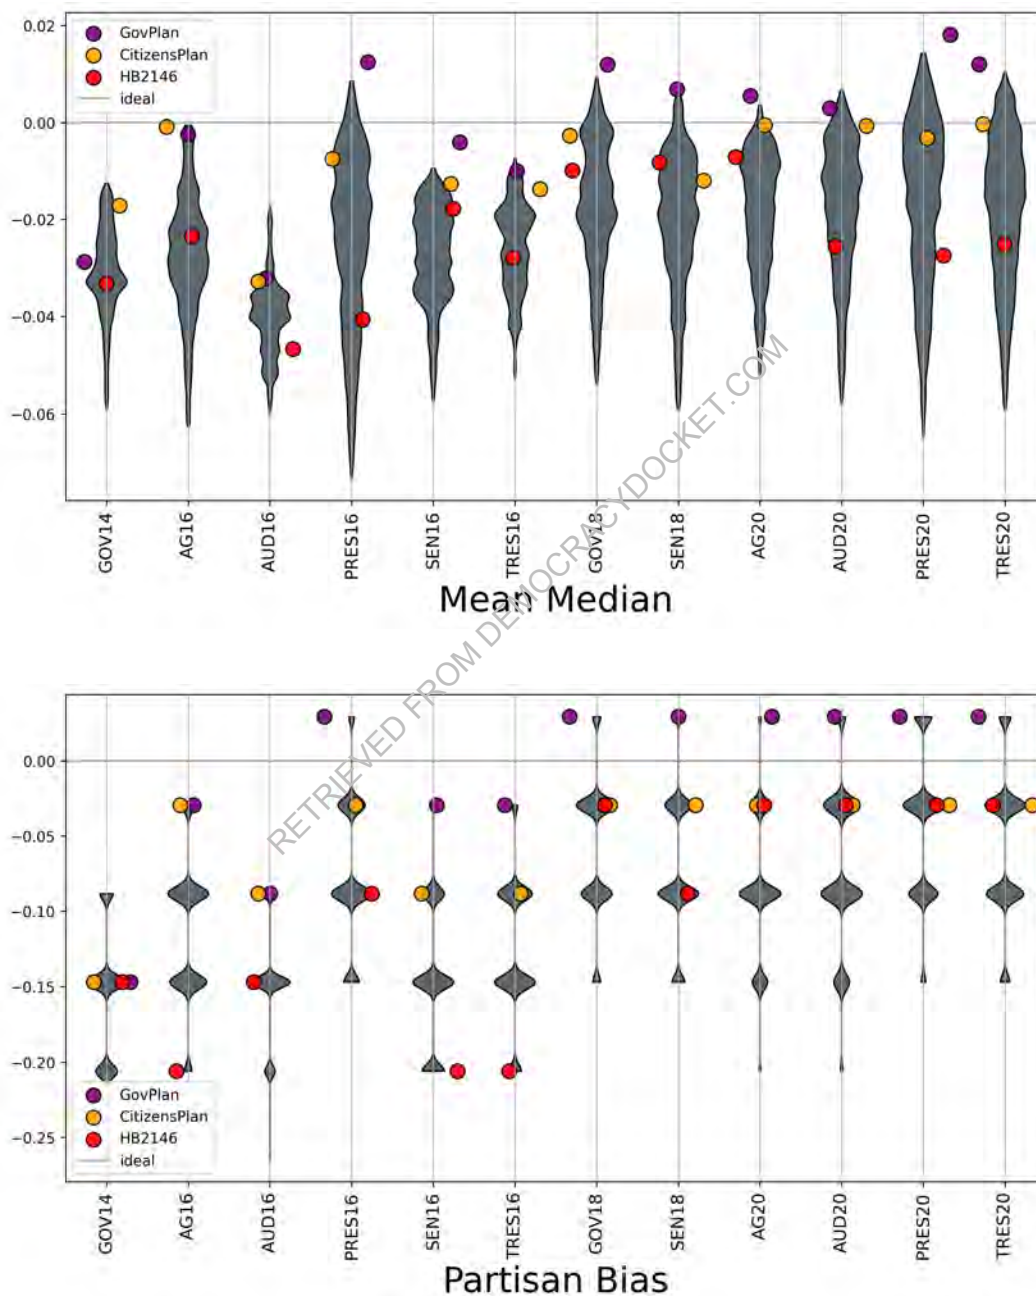 0.02
0.00
−0.02
−0.04
−0.06
GovPlan
CitizensPlan
HB2146
ideal
GOV14
AG16
AUD16
PRES16
SEN16
TRES16
GOV18
SEN18
AG20
AUD20
PRES20
TRES20
Mean Median
RETRIEVED FROM DEMOCRACYDOCKET.COM
0.00
−0.05
−0.10
−0.15
−0.20
−0.25
GovPlan
CitizensPlan
HB2146
ideal
GOV14
AG16
AUD16
PRES16
SEN16
TRES16
GOV18
SEN18
AG20
AUD20
PRES20
TRES20
Partisan Bias